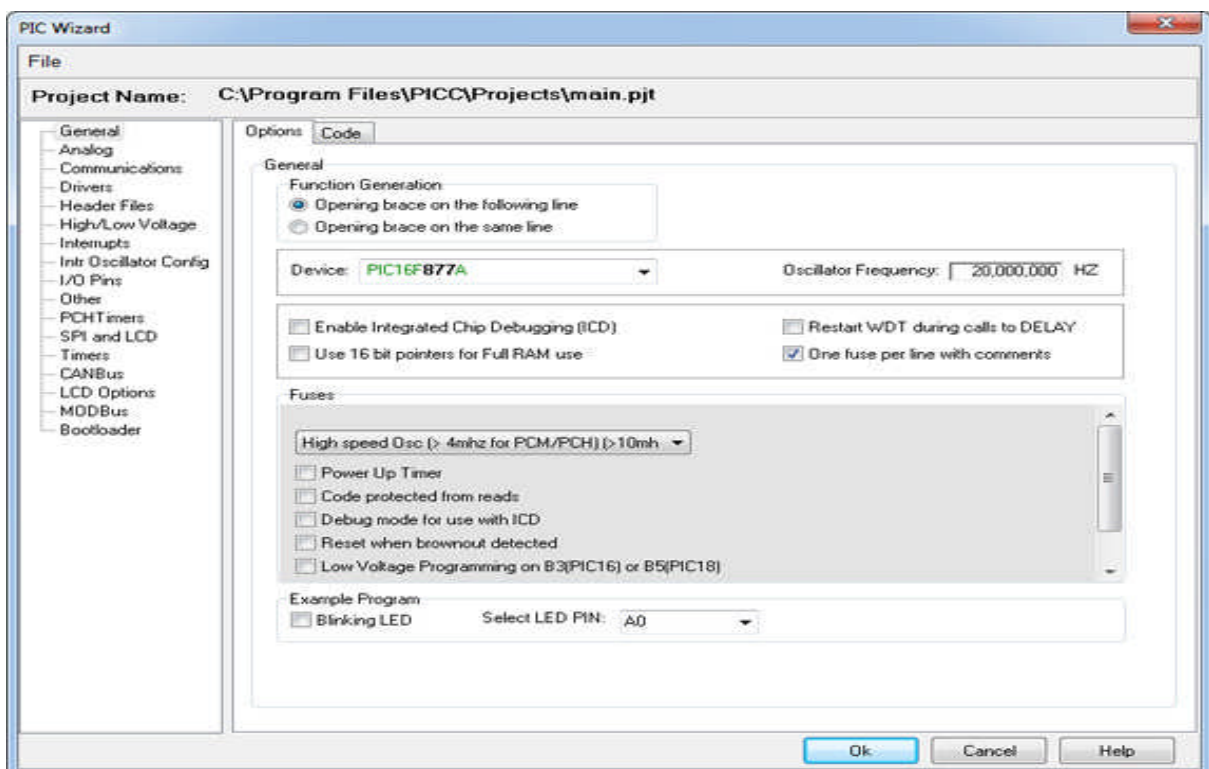 PIC Wizard
File
Project Name: C:\Program Files\PICC\Projects\main.pjt
General
Analog
Communications
Drivers
Header Files
High/Low Voltage
Interrupts
Intr Oscillator Config
I/O Pins
Other
PCHTimers
SPI and LCD
Timers
CANBus
LCD Options
MODBus
Bootloader
Options Code
General
Function Generation
Opening brace on the following line
Opening brace on the same line
Device: PIC16F877A Oscillator Frequency: 20,000,000 HZ
Enable Integrated Chip Debugging (ICD) Restart WDT during calls to DELAY
Use 16 bit pointers for Full RAM use One fuse per line with comments
Fuses
High speed Osc (> 4mhz for PCM/PCH) (>10mh
Power Up Timer
Code protected from reads
Debug mode for use with ICD
Reset when brownout detected
Low Voltage Programming on B3(PIC16) or B5(PIC18)
Example Program
Blinking LED Select LED PIN: A0
Ok Cancel Help